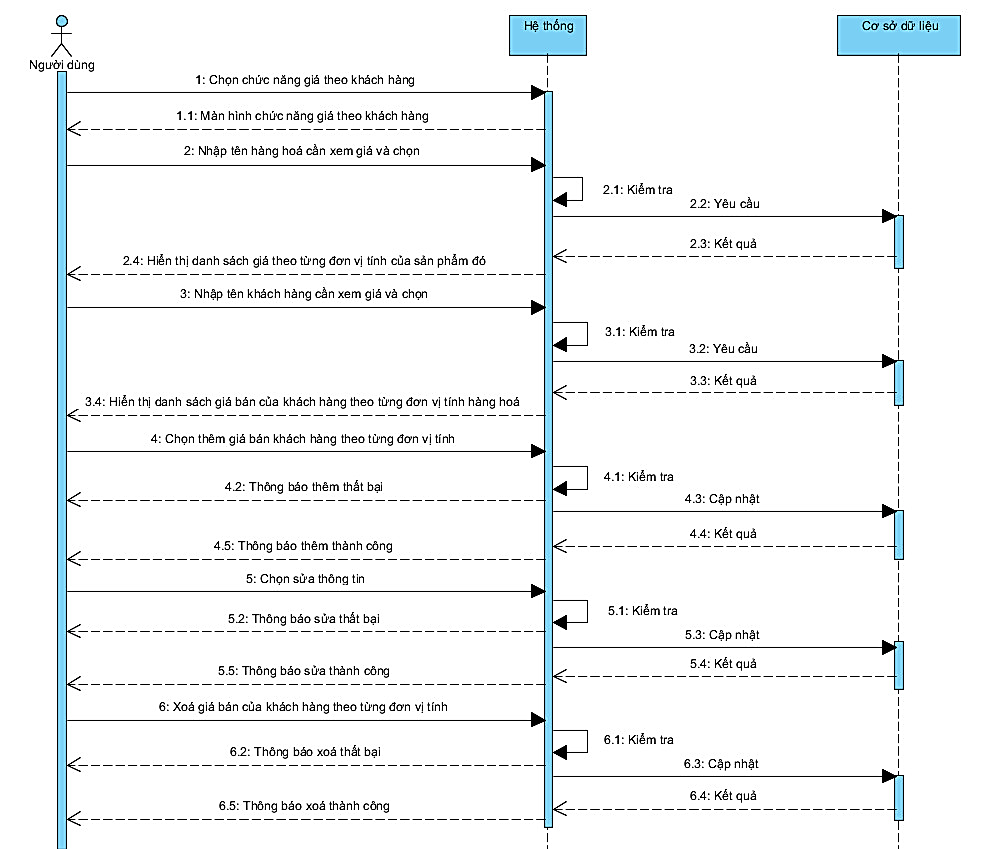 Hệ thống
Cơ sở dữ liệu
Người dùng
1: Chọn chức năng giá theo khách hàng
1.1: Màn hình chức năng giá theo khách hàng
2: Nhập tên hàng hoá cần xem giá và chọn
2.1: Kiểm tra
2.2: Yêu cầu
2.3: Kết quả
2.4: Hiển thị danh sách giá theo từng đơn vị tính của sản phẩm đó
3: Nhập tên khách hàng cần xem giá và chọn
3.1: Kiểm tra
3.2: Yêu cầu
3.3: Kết quả
3.4: Hiển thị danh sách giá bán của khách hàng theo từng đơn vị tính hàng hoá
4: Chọn thêm giá bán khách hàng theo từng đơn vị tính
4.1: Kiểm tra
4.2: Thông báo thêm thất bại
4.3: Cập nhật
4.4: Kết quả
4.5: Thông báo thêm thành công
5: Chọn sửa thông tin
5.1: Kiểm tra
5.2: Thông báo sửa thất bại
5.3: Cập nhật
5.4: Kết quả
5.5: Thông báo sửa thành công
6: Xoá giá bán của khách hàng theo từng đơn vị tính
6.1: Kiểm tra
6.2: Thông báo xoá thất bại
6.3: Cập nhật
6.4: Kết quả
6.5: Thông báo xoá thành công